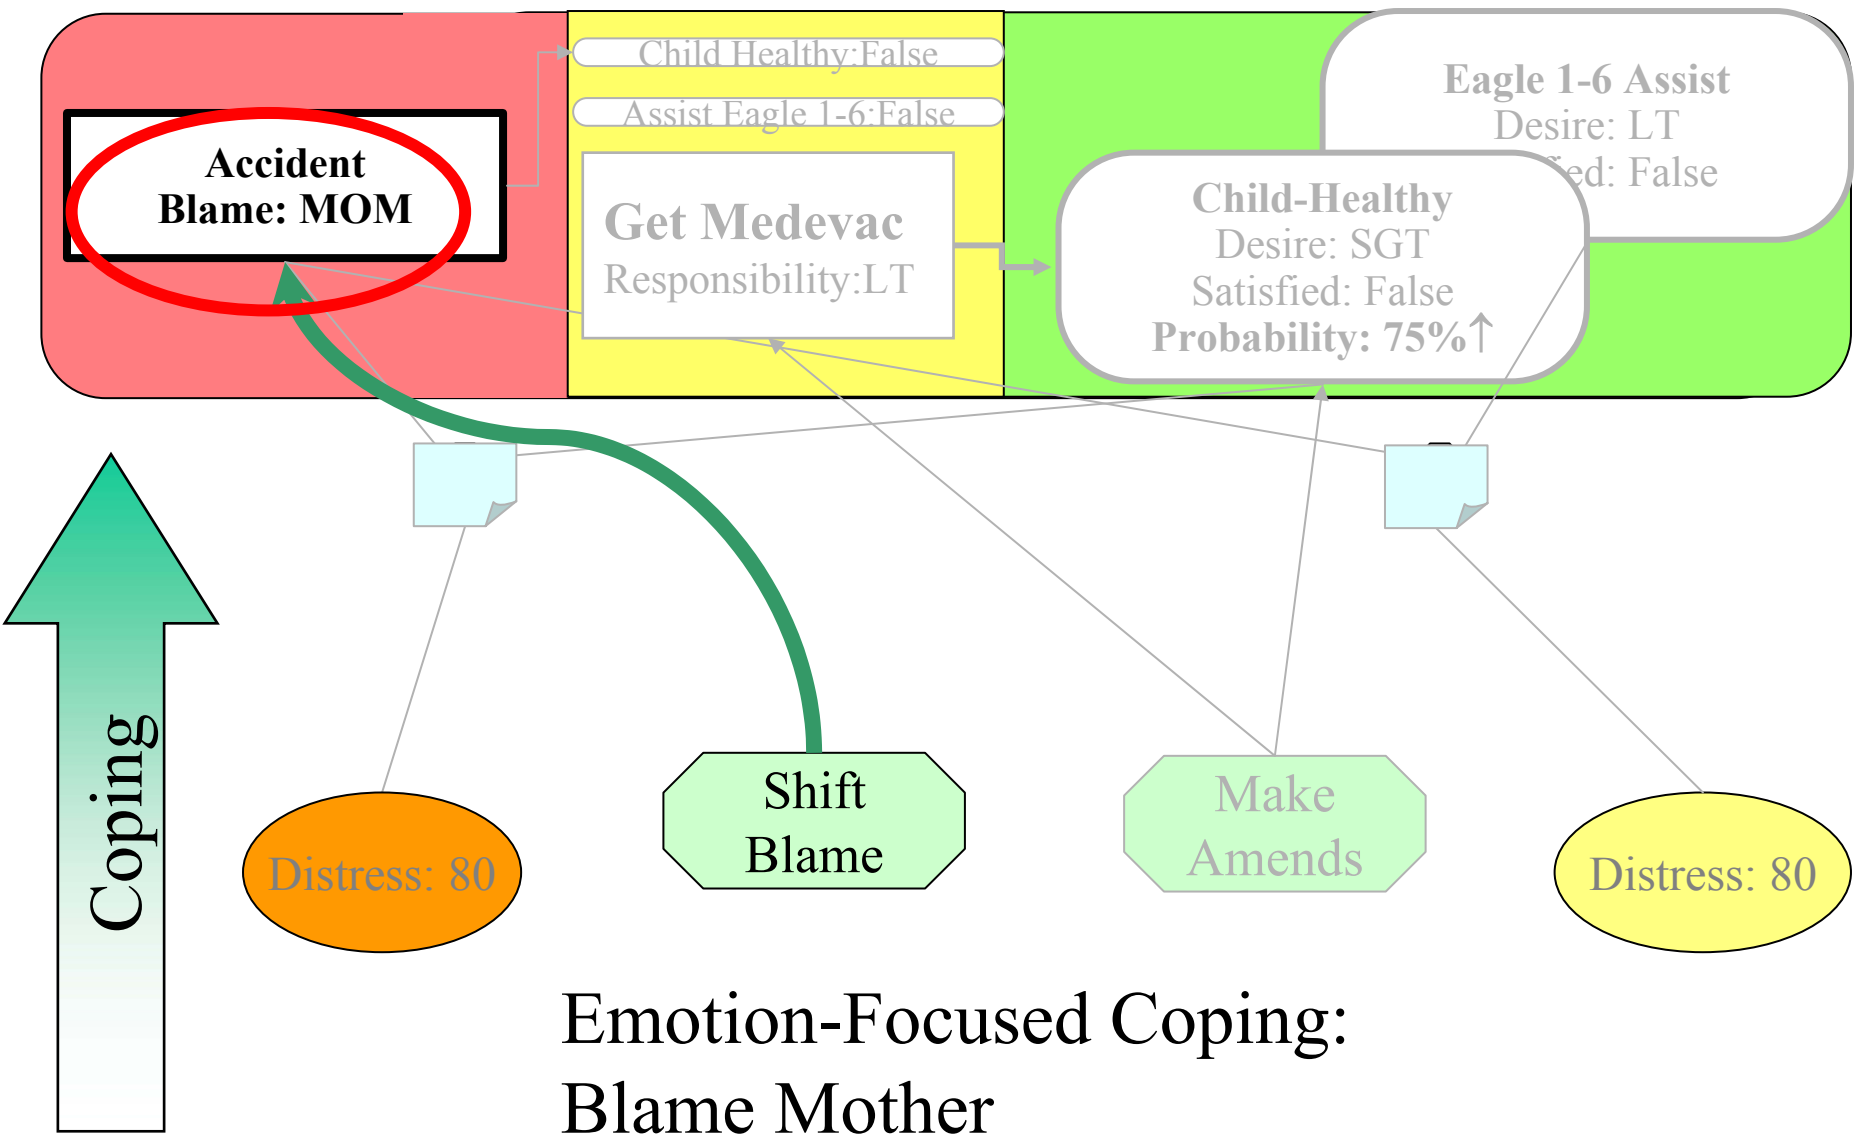 Child Healthy:False
Assist Eagle 1-6:False
Eagle 1-6 Assist
Desire: LT
ed: False
Accident
Blame: MOM
Get Medevac
Responsibility:LT
Child-Healthy
Desire: SGT
Satisfied: False
Probability: 75%↑
Coping
Distress: 80
Shift
Blame
Make
Amends
Distress: 80
Emotion-Focused Coping:
Blame Mother